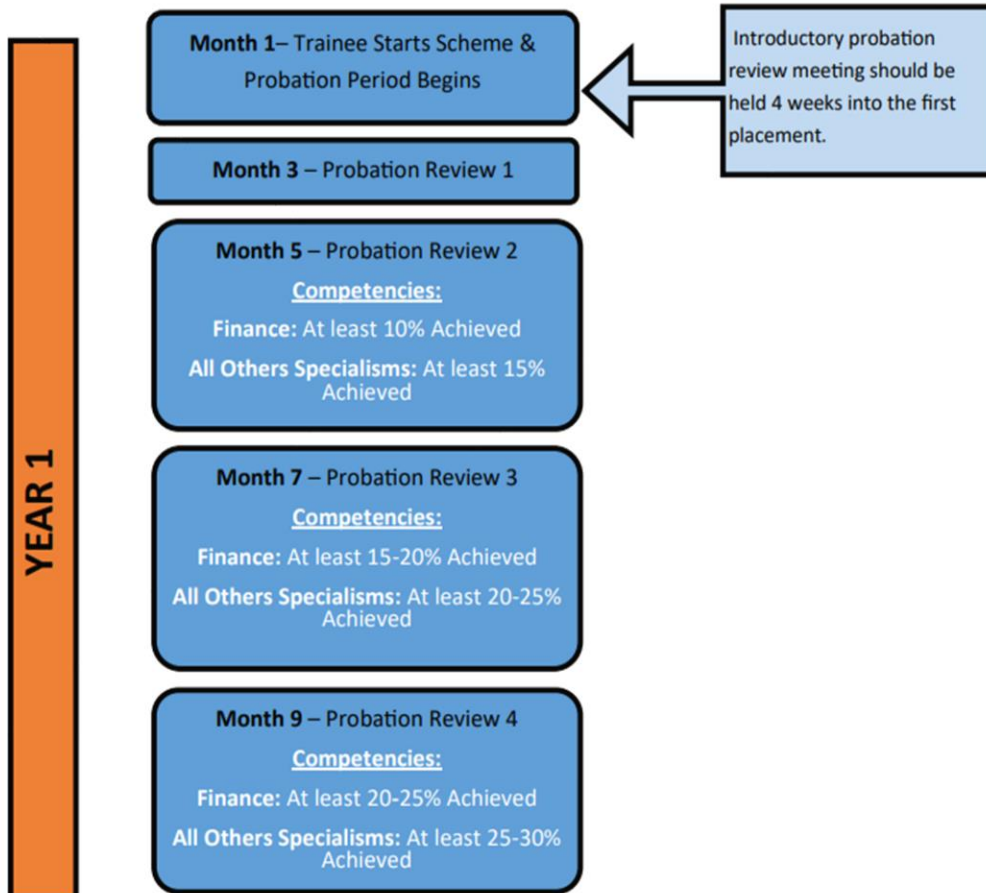 Month 1– Trainee Starts Scheme &
Probation Period Begins
Introductory probation
review meeting should be
held 4 weeks into the first
placement.
Month 3 – Probation Review 1
Month 5 – Probation Review 2
Competencies:
Finance: At least 10% Achieved
All Others Specialisms: At least 15%
Achieved
YEAR 1
Month 7 – Probation Review 3
Competencies:
Finance: At least 15-20% Achieved
All Others Specialisms: At least 20-25%
Achieved
Month 9 – Probation Review 4
Competencies:
Finance: At least 20-25% Achieved
All Others Specialisms: At least 25-30%
Achieved